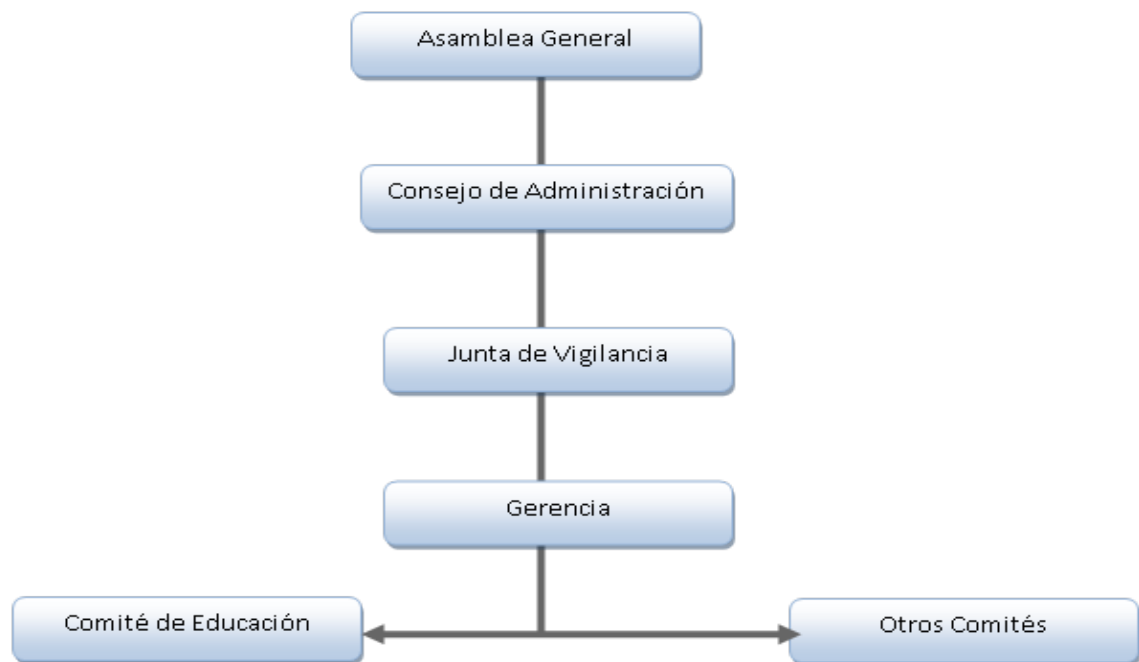 Asamblea General
Consejo de Administración
Junta de Vigilancia
Gerencia
Comité de Educación
Otros Comités